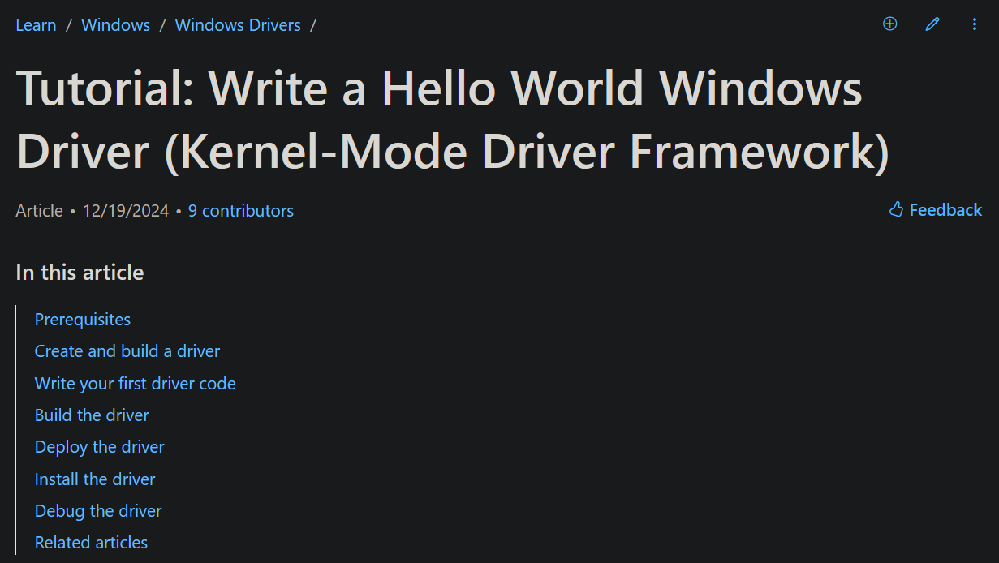 Learn / Windows / Windows Drivers /
Tutorial: Write a Hello World Windows
Driver (Kernel-Mode Driver Framework)
Article • 12/19/2024 • 9 contributors
Feedback
In this article
Prerequisites
Create and build a driver
Write your first driver code
Build the driver
Deploy the driver
Install the driver
Debug the driver
Related articles